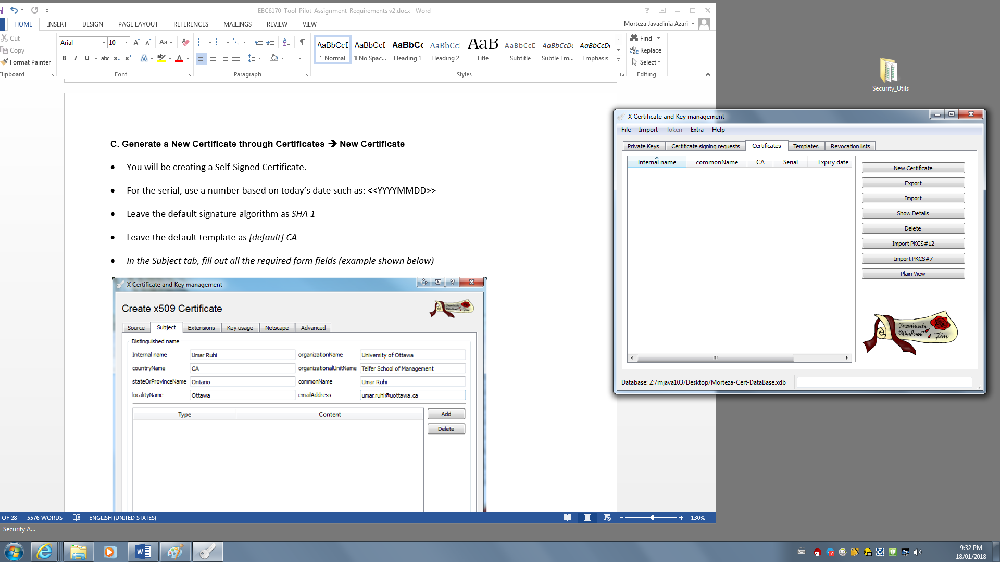 EBC6170_Tool_Pilot_Assignment_Requirements v2.docx - Word
HOME INSERT DESIGN PAGE LAYOUT REFERENCES MAILINGS REVIEW VIEW
Morteza Javadinia Azari
Cut
Copy
Format Painter
Clipboard
Arial 10
Font
Paragraph
AaBbCcD AaBbCcD AaBbCc AaBbCcI AaB AaBbCcD AaBbCcDc AaBbCcDc
¶ Normal ¶ No Spac... Heading 1 Heading 2 Title Subtitle Subtle Em... Emphasis
Styles
Find
Replace
Select
Editing
Security_Utils
C. Generate a New Certificate through Certificates ➔ New Certificate
• You will be creating a Self-Signed Certificate.
• For the serial, use a number based on today's date such as: <<YYYYMMDD>>
• Leave the default signature algorithm as SHA 1
• Leave the default template as [default] CA
• In the Subject tab, fill out all the required form fields (example shown below)
X Certificate and Key management
Create x509 Certificate
Source Subject Extensions Key usage Netscape Advanced
Distinguished name
Internal name Umar Ruhi organizationName University of Ottawa
countryName CA organizationalUnitName Telfer School of Management
stateOrProvinceName Ontario commonName Umar Ruhi
localityName Ottawa emailAddress umar.ruhi@uottawa.ca
Type Content
Add
Delete
X Certificate and Key management
File Import Token Extra Help
Private Keys Certificate signing requests Certificates Templates Revocation lists
Internal name commonName CA Serial Expiry date
New Certificate
Export
Import
Show Details
Delete
Import PKCS#12
Import PKCS#7
Plain View
Database: Z:/mjava103/Desktop/Morteza-Cert-DataBase.xdb
OF 28 5576 WORDS ENGLISH (UNITED STATES)
130%
Security A...
9:32 PM
18/01/2018